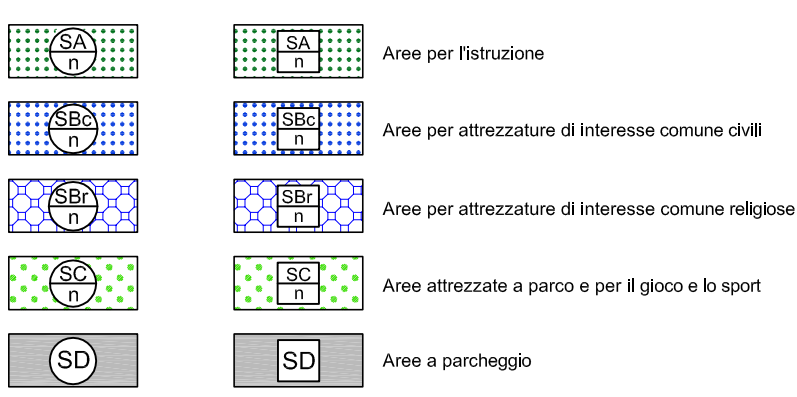 SA SA Aree per l'istruzione
n n
SBc SBc Aree per attrezzature di interesse comune civili
n n
SBr SBr Aree per attrezzature di interesse comune religiose
n n
SC SC Aree attrezzate a parco e per il gioco e lo sport
n n
SD SD Aree a parcheggio